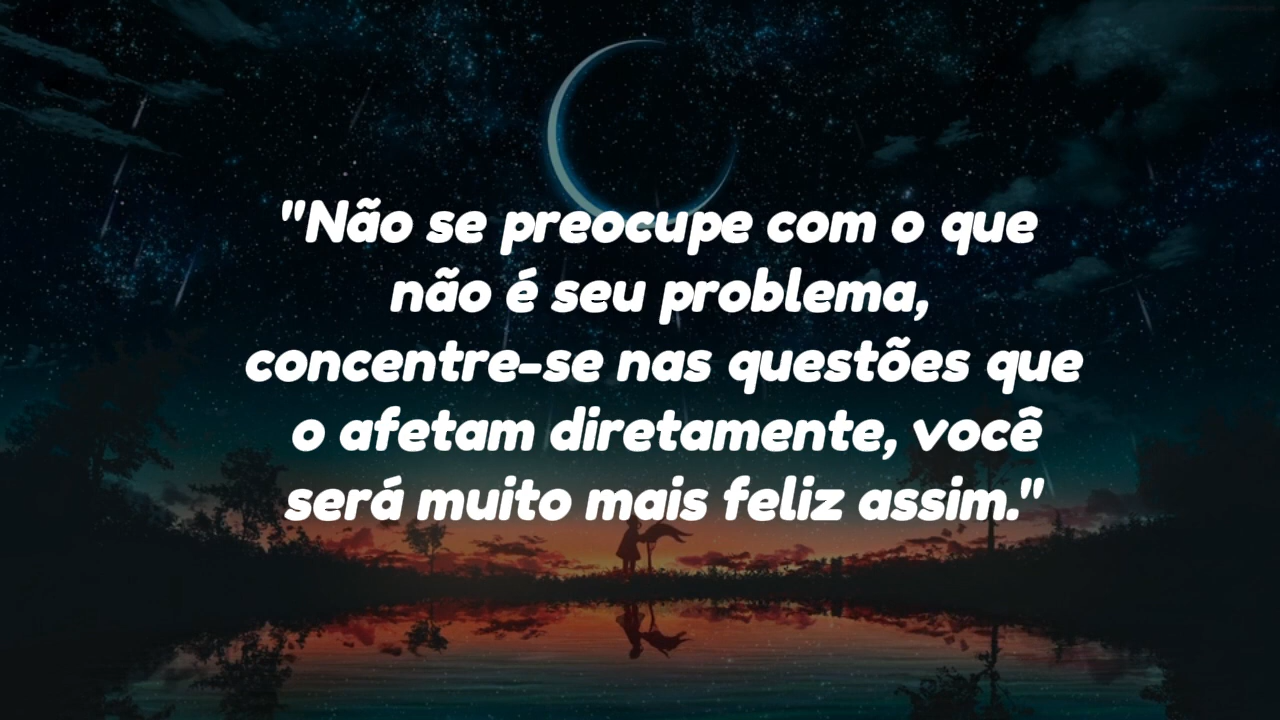 "Não se preocupe com o que
não é seu problema,
concentre-se nas questões que
o afetam diretamente, você
será muito mais feliz assim."